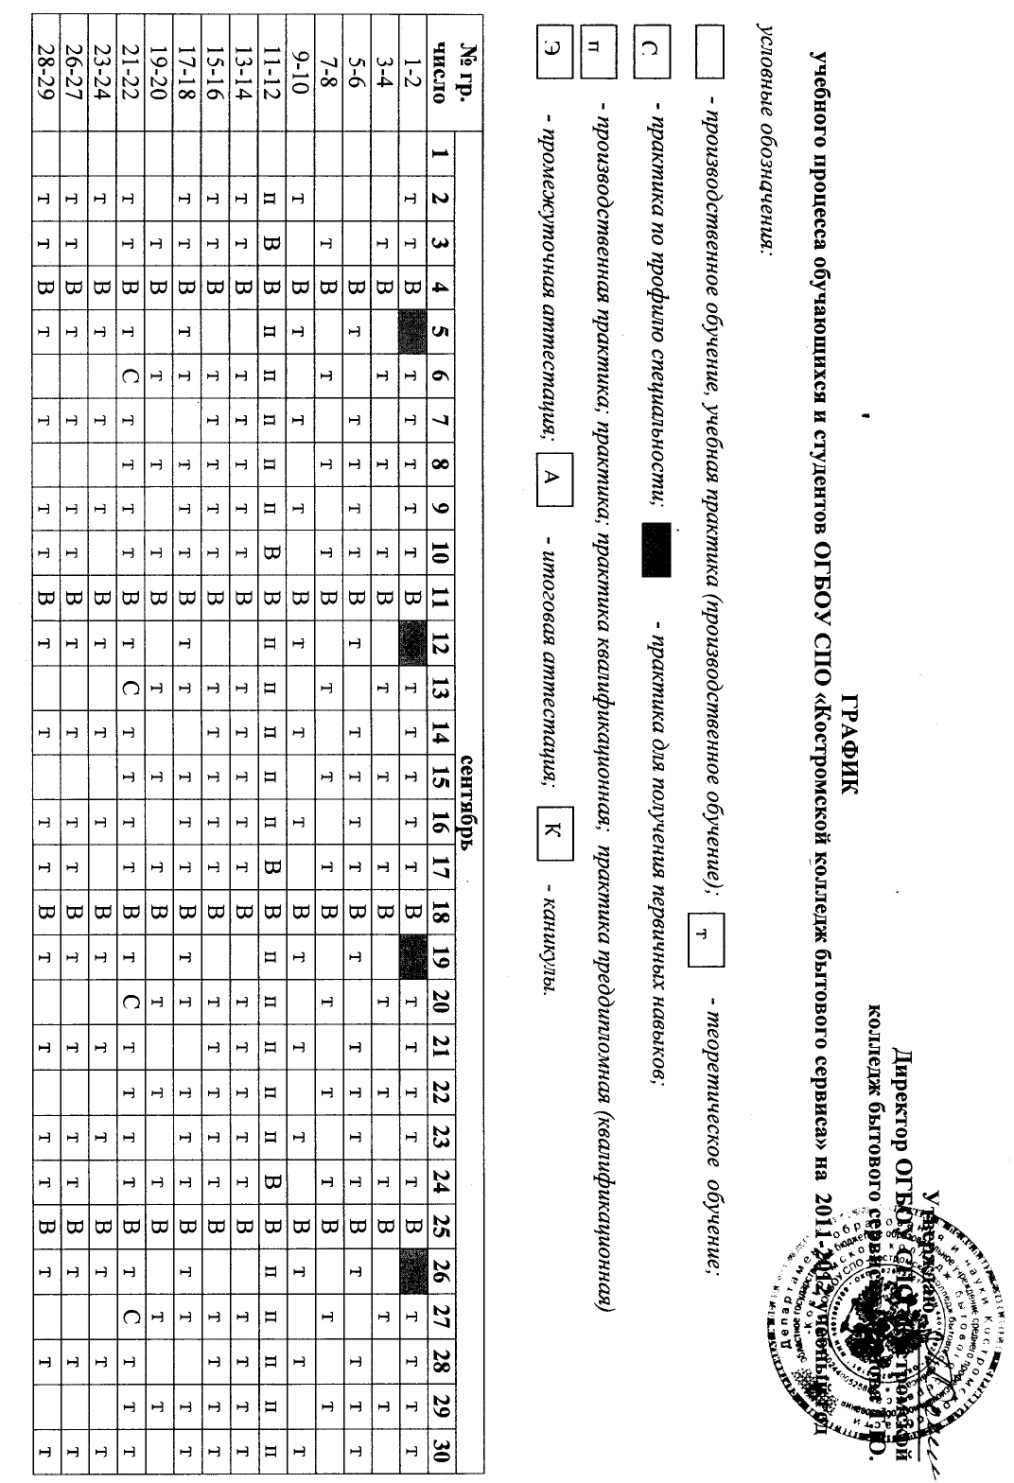 Утверждаю
Директор ОГБОУ СПО
колледж бытового сервиса»
ГРАФИК
учебного процесса обучающихся и студентов ОГБОУ СПО «Костромской колледж бытового сервиса» на 2011-2012 учебный год
условные обозначения:
- производственное обучение, учебная практика (производственное обучение); т - теоретическое обучение;
С - практика по профилю специальности; - практика для получения первичных навыков;
п - производственная практика; практика; практика квалификационная; практика преддипломная (квалификационная)
Э - промежуточная аттестация; А - итоговая аттестация; К - каникулы.
№ гр. сентябрь
число 1 2 3 4 5 6 7 8 9 10 11 12 13 14 15 16 17 18 19 20 21 22 23 24 25 26 27 28 29 30
1-2 т т В т т т т т В т т т т т В т т т т т В т т т т
3-4 т В т т т В т т т В т т т В т т
5-6 В т т т т т В т т т т т В т т т т т В т т т т
7-8 т В т т т В т т т В т т т В т т
9-10 т В т т т В т т т В т т т В т т т
11-12 п В В п п п п п В В п п п п п В В п п п п п В В п п п п п
13-14 т т В т т т т т В т т т т т В т т т т т В т т т т
15-16 т т В т т т т т В т т т т т В т т т т т В т т т т
17-18 т т В т т т т т В т т т т т В т т т т т В т т т т
19-20 т В т т т В т т т В т т т В т т
21-22 т т В т С т т т т В т С т т т т В т С т т т т В т С т т т
23-24 т В т т т В т т т В т т т В т т т
26-27 т т В т т т т В т т т т В т т т т В т т т
28-29 т т В т т т т В т т т т В т т т т В т т т